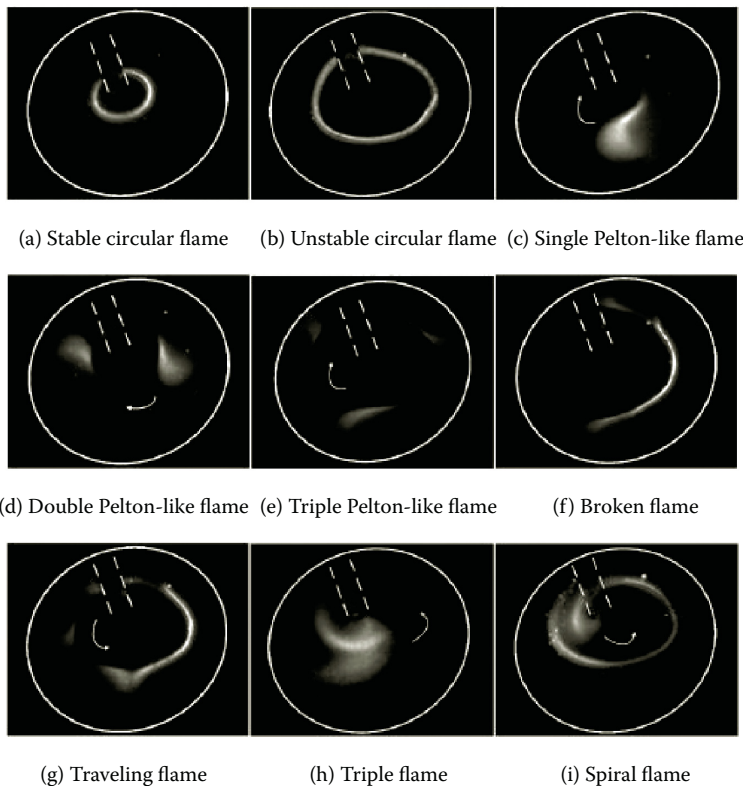 (a) Stable circular flame (b) Unstable circular flame (c) Single Pelton-like flame
(d) Double Pelton-like flame (e) Triple Pelton-like flame (f) Broken flame
(g) Traveling flame (h) Triple flame (i) Spiral flame